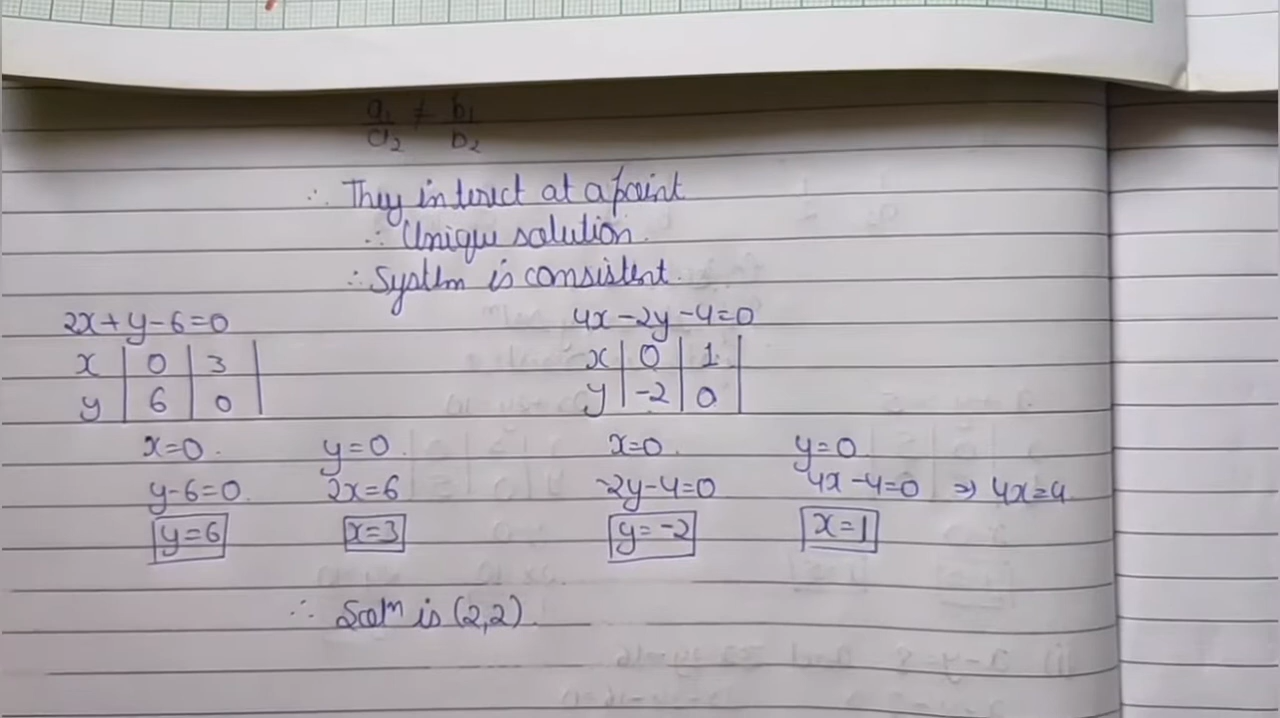 a₁/a₂ ≠ b₁/b₂
∴ They interect at a point
∴ Unique solution.
∴ System is consistent.
2x+y-6=0
x | 0 | 3 |
y | 6 | 0 |
x=0. y=0.
y-6=0. 2x=6
y=6 x=3
4x-2y-4=0
x | 0 | 1 |
y | -2 | 0 |
x=0. y=0
-2y-4=0 4x-4=0 ⇒ 4x=4
y=-2 x=1
∴ Solⁿ is (2,2)